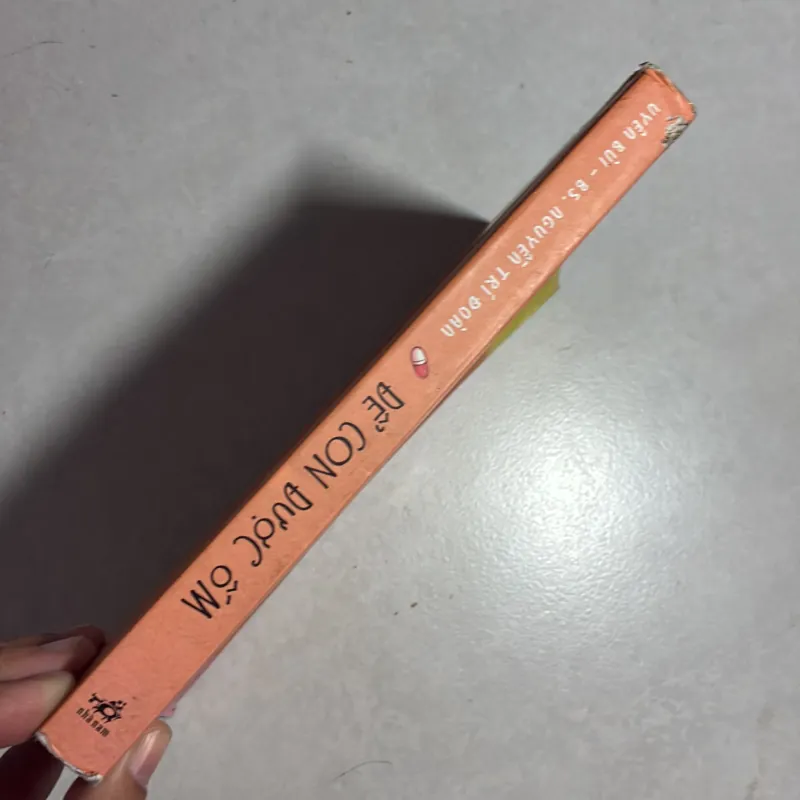 UYÊN BÙI - BS. NGUYỄN TRÍ ĐOÀN
ĐỂ CON ĐƯỢC ỐM
nhã nam